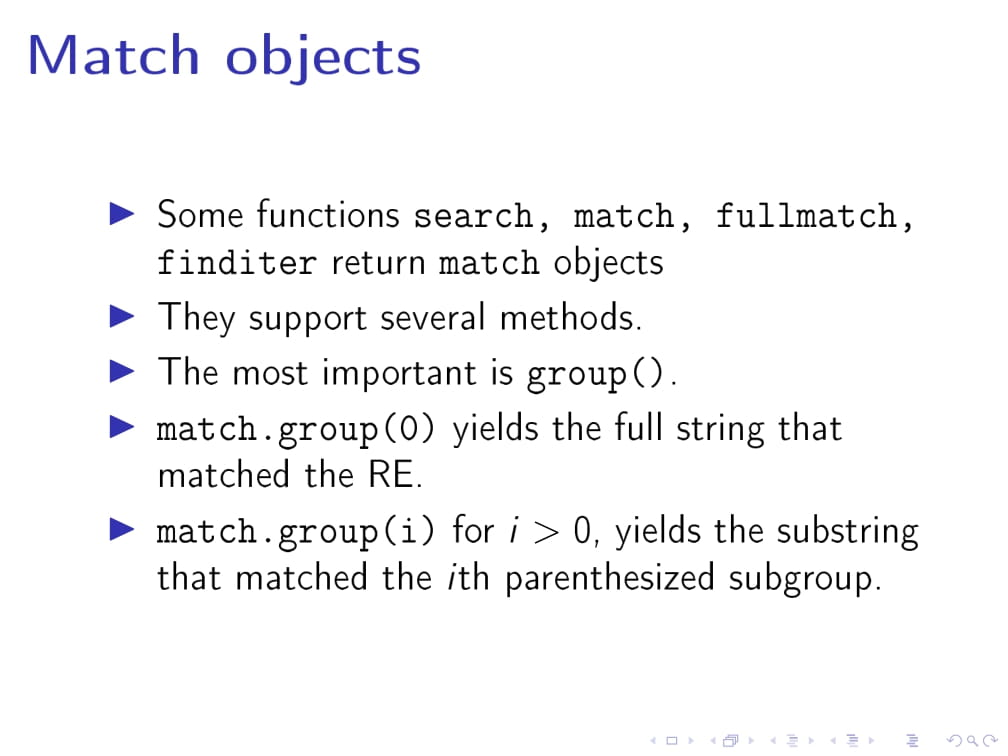 Match objects
▶ Some functions search, match, fullmatch,
finditer return match objects
▶ They support several methods.
▶ The most important is group().
▶ match.group(0) yields the full string that
matched the RE.
▶ match.group(i) for i > 0, yields the substring
that matched the ith parenthesized subgroup.